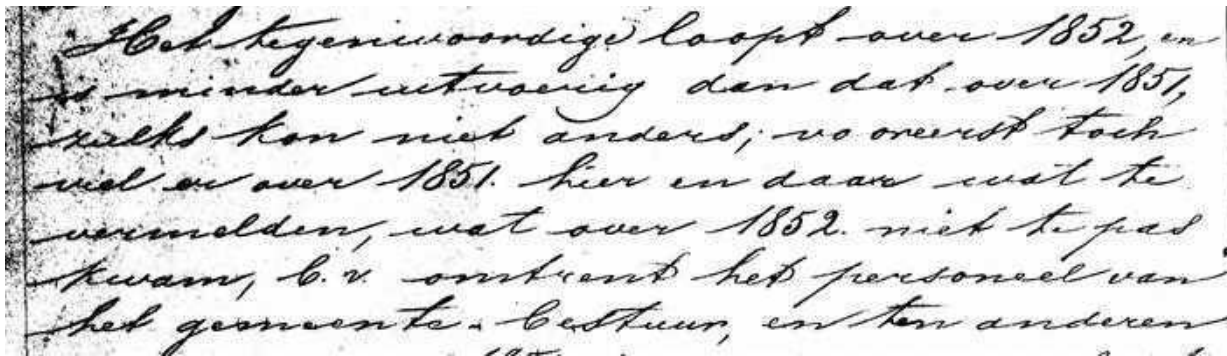 Het tegenwoordige loopt over 1852, en
is minder uitvoerig dan dat over 1851,
zulks kon niet anders; vooreerst toch
viel er over 1851. hier en daar wat te
vermelden, wat over 1852. niet te pas
kwam, b.v. omtrent het personeel van
het gemeente-bestuur, en ten anderen